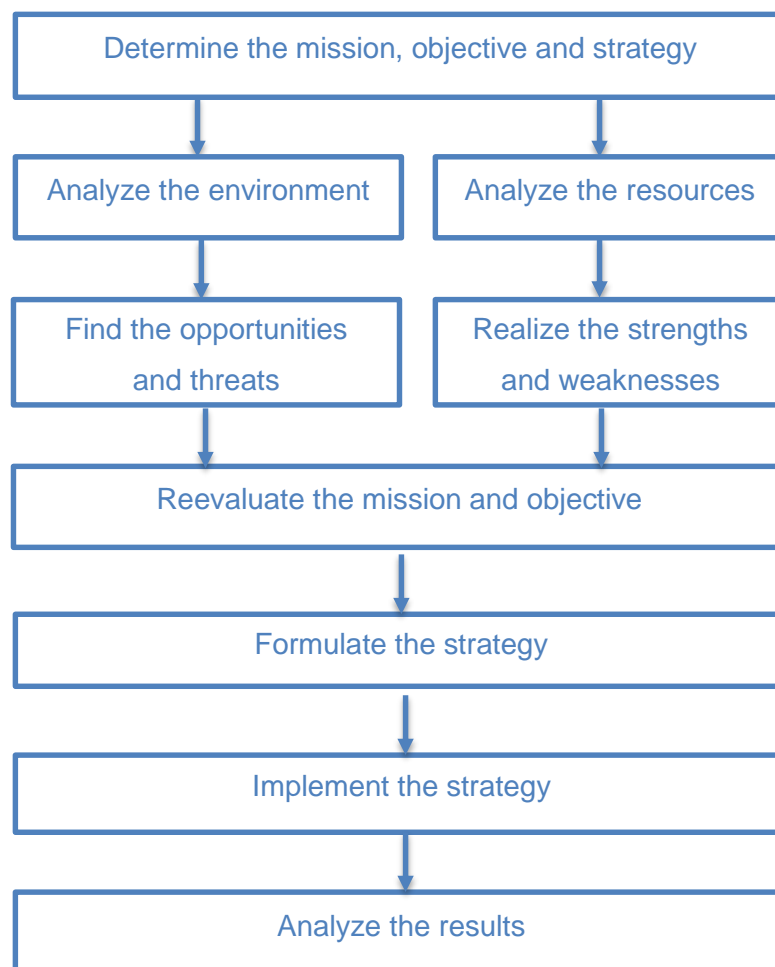 Determine the mission, objective and strategy
Analyze the environment
Analyze the resources
Find the opportunities
and threats
Realize the strengths
and weaknesses
Reevaluate the mission and objective
Formulate the strategy
Implement the strategy
Analyze the results